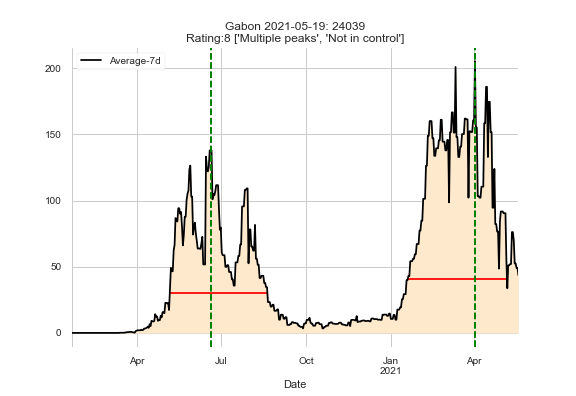 Gabon 2021-05-19: 24039
Rating:8 ['Multiple peaks', 'Not in control']
Average-7d
200
150
100
50
0
Apr
Jul
Oct
Jan
2021
Apr
Date